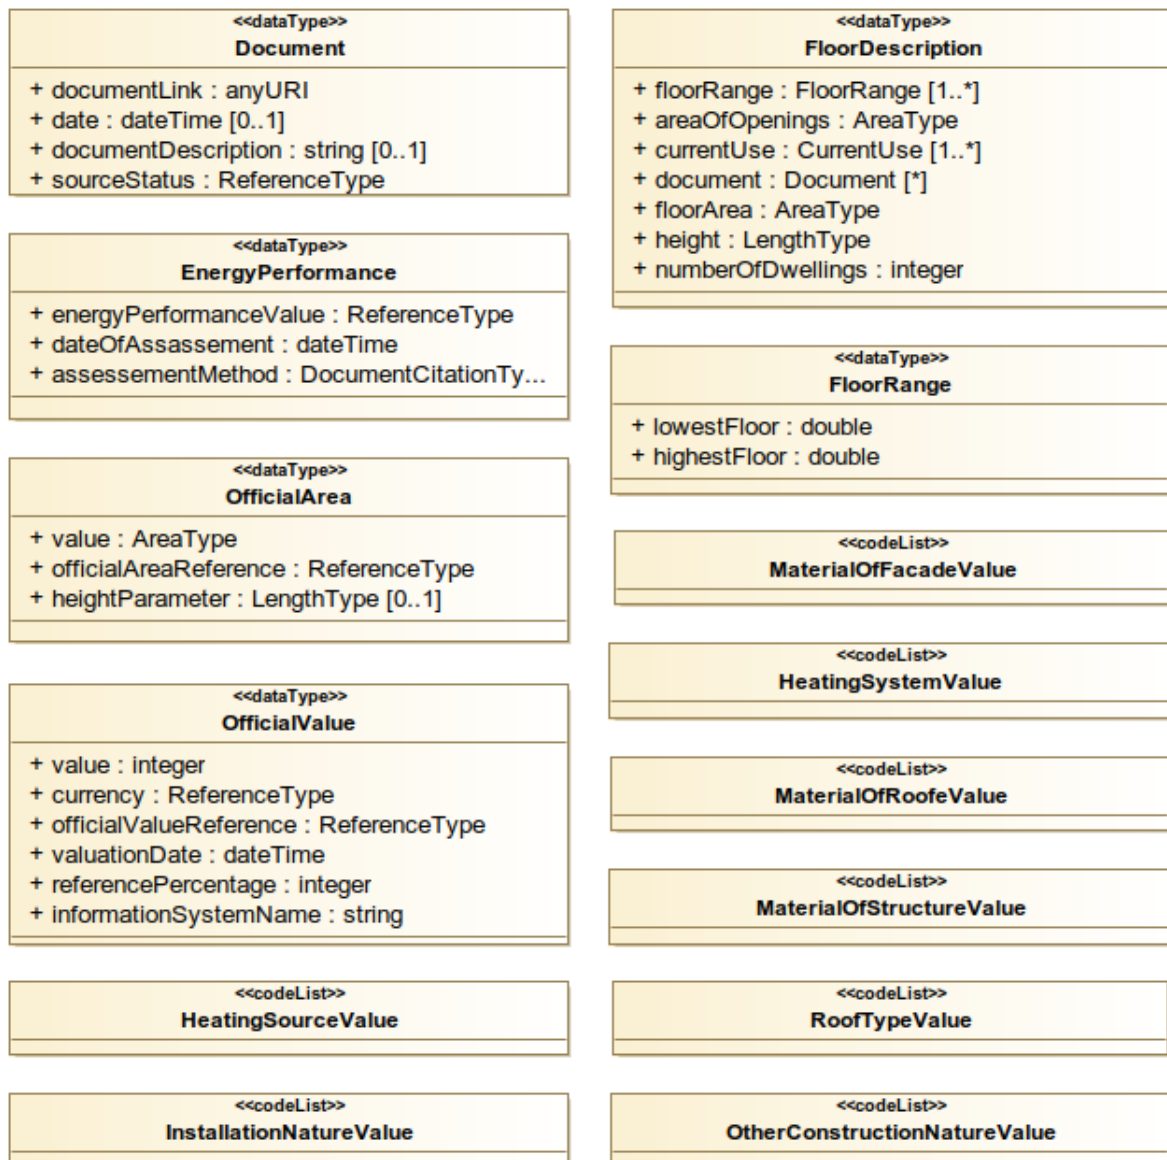 <<dataType>>
Document
+ documentLink : anyURI
+ date : dateTime [0..1]
+ documentDescription : string [0..1]
+ sourceStatus : ReferenceType
<<dataType>>
EnergyPerformance
+ energyPerformanceValue : ReferenceType
+ dateOfAssassement : dateTime
+ assessementMethod : DocumentCitationTy...
<<dataType>>
OfficialArea
+ value : AreaType
+ officialAreaReference : ReferenceType
+ heightParameter : LengthType [0..1]
<<dataType>>
OfficialValue
+ value : integer
+ currency : ReferenceType
+ officialValueReference : ReferenceType
+ valuationDate : dateTime
+ referencePercentage : integer
+ informationSystemName : string
<<codeList>>
HeatingSourceValue
<<codeList>>
InstallationNatureValue
<<dataType>>
FloorDescription
+ floorRange : FloorRange [1..*]
+ areaOfOpenings : AreaType
+ currentUse : CurrentUse [1..*]
+ document : Document [*]
+ floorArea : AreaType
+ height : LengthType
+ numberOfDwellings : integer
<<dataType>>
FloorRange
+ lowestFloor : double
+ highestFloor : double
<<codeList>>
MaterialOfFacadeValue
<<codeList>>
HeatingSystemValue
<<codeList>>
MaterialOfRoofeValue
<<codeList>>
MaterialOfStructureValue
<<codeList>>
RoofTypeValue
<<codeList>>
OtherConstructionNatureValue